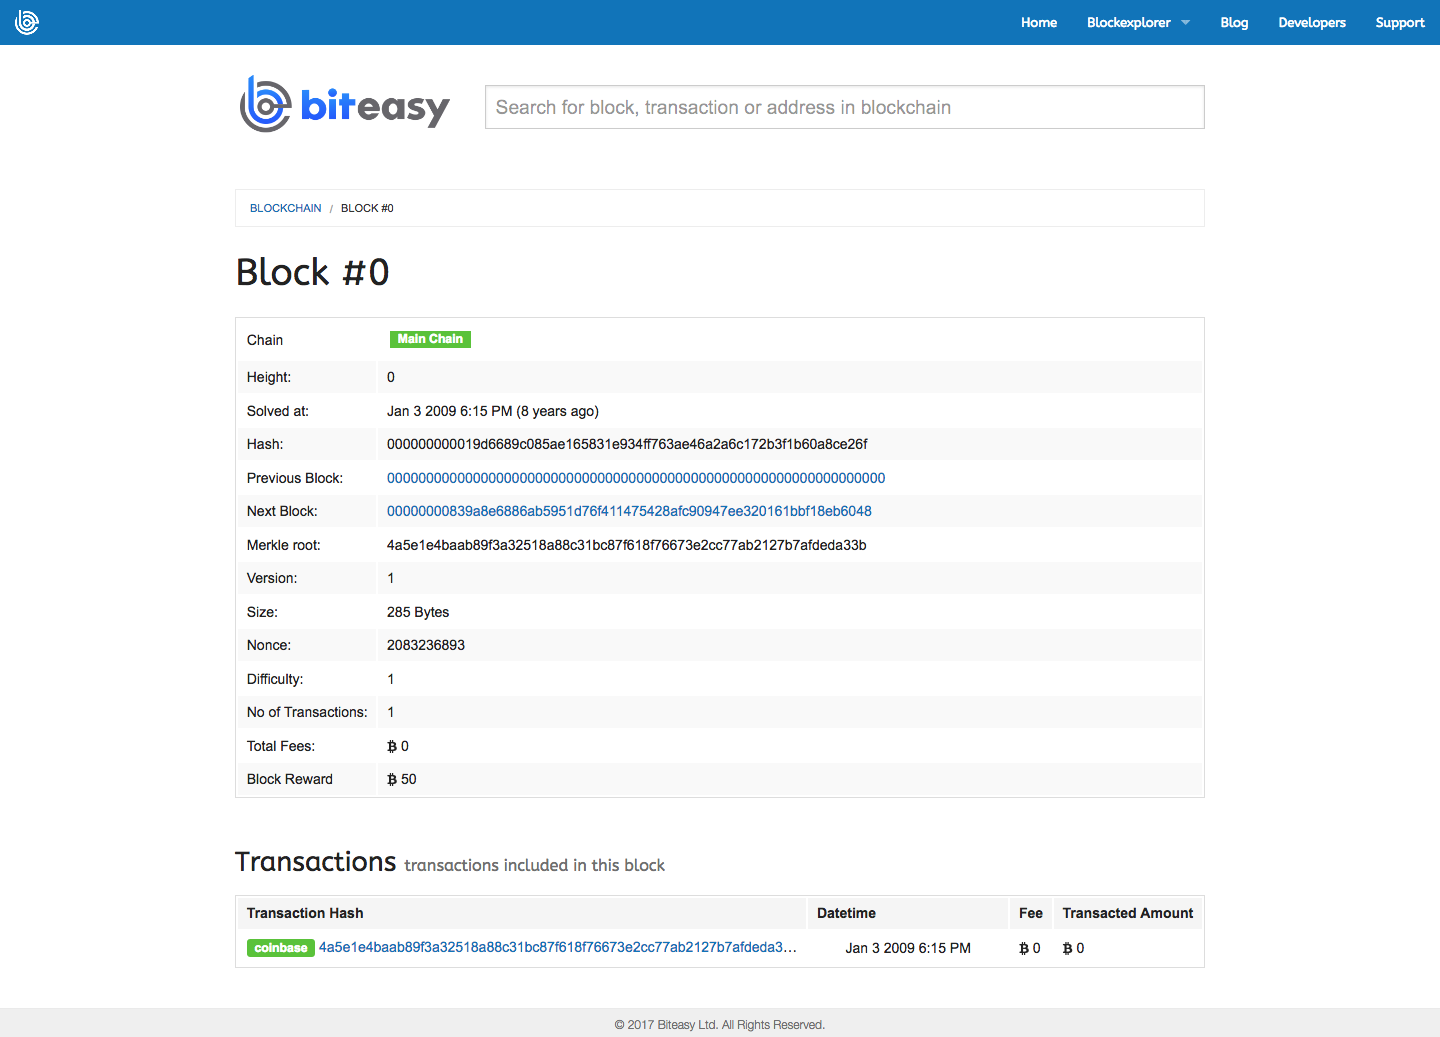 Home Blockexplorer Blog Developers Support
biteasy Search for block, transaction or address in blockchain
BLOCKCHAIN / BLOCK #0
Block #0
Chain Main Chain
Height: 0
Solved at: Jan 3 2009 6:15 PM (8 years ago)
Hash: 000000000019d6689c085ae165831e934ff763ae46a2a6c172b3f1b60a8ce26f
Previous Block: 0000000000000000000000000000000000000000000000000000000000000000
Next Block: 00000000839a8e6886ab5951d76f411475428afc90947ee320161bbf18eb6048
Merkle root: 4a5e1e4baab89f3a32518a88c31bc87f618f76673e2cc77ab2127b7afdeda33b
Version: 1
Size: 285 Bytes
Nonce: 2083236893
Difficulty: 1
No of Transactions: 1
Total Fees: ₿ 0
Block Reward ₿ 50
Transactions transactions included in this block
Transaction Hash Datetime Fee Transacted Amount
coinbase 4a5e1e4baab89f3a32518a88c31bc87f618f76673e2cc77ab2127b7afdeda3... Jan 3 2009 6:15 PM ₿ 0 ₿ 0
© 2017 Biteasy Ltd. All Rights Reserved.